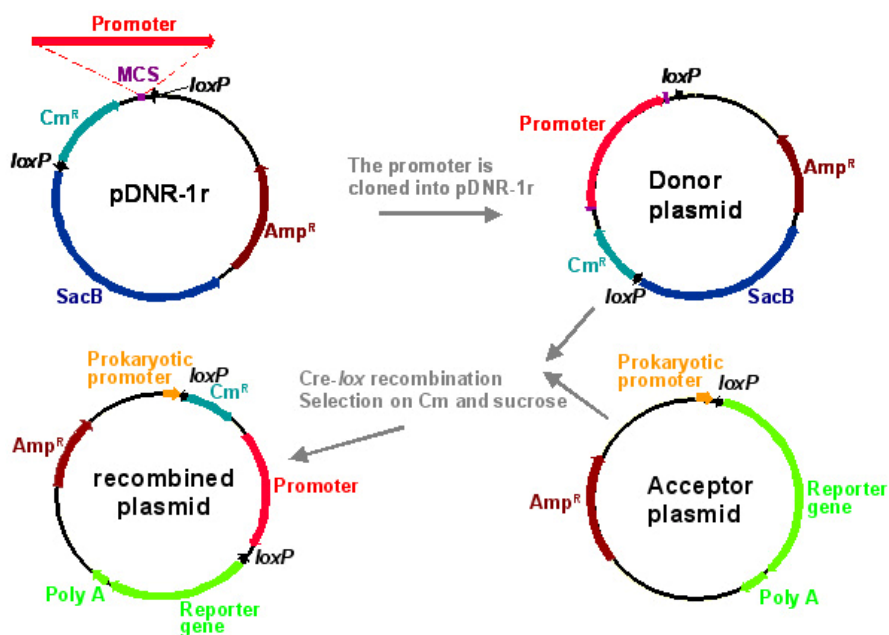 Promoter
MCS
loxP
CmR
loxP
pDNR-1r
AmpR
SacB
The promoter is
cloned into pDNR-1r
loxP
Promoter
Donor
plasmid
AmpR
CmR
loxP
SacB
Prokaryotic
promoter
loxP
CmR
AmpR
recombined
plasmid
Promoter
loxP
Poly A
Reporter
gene
Cre-lox recombination
Selection on Cm and sucrose
Prokaryotic
promoter
loxP
AmpR
Acceptor
plasmid
Reporter
gene
Poly A